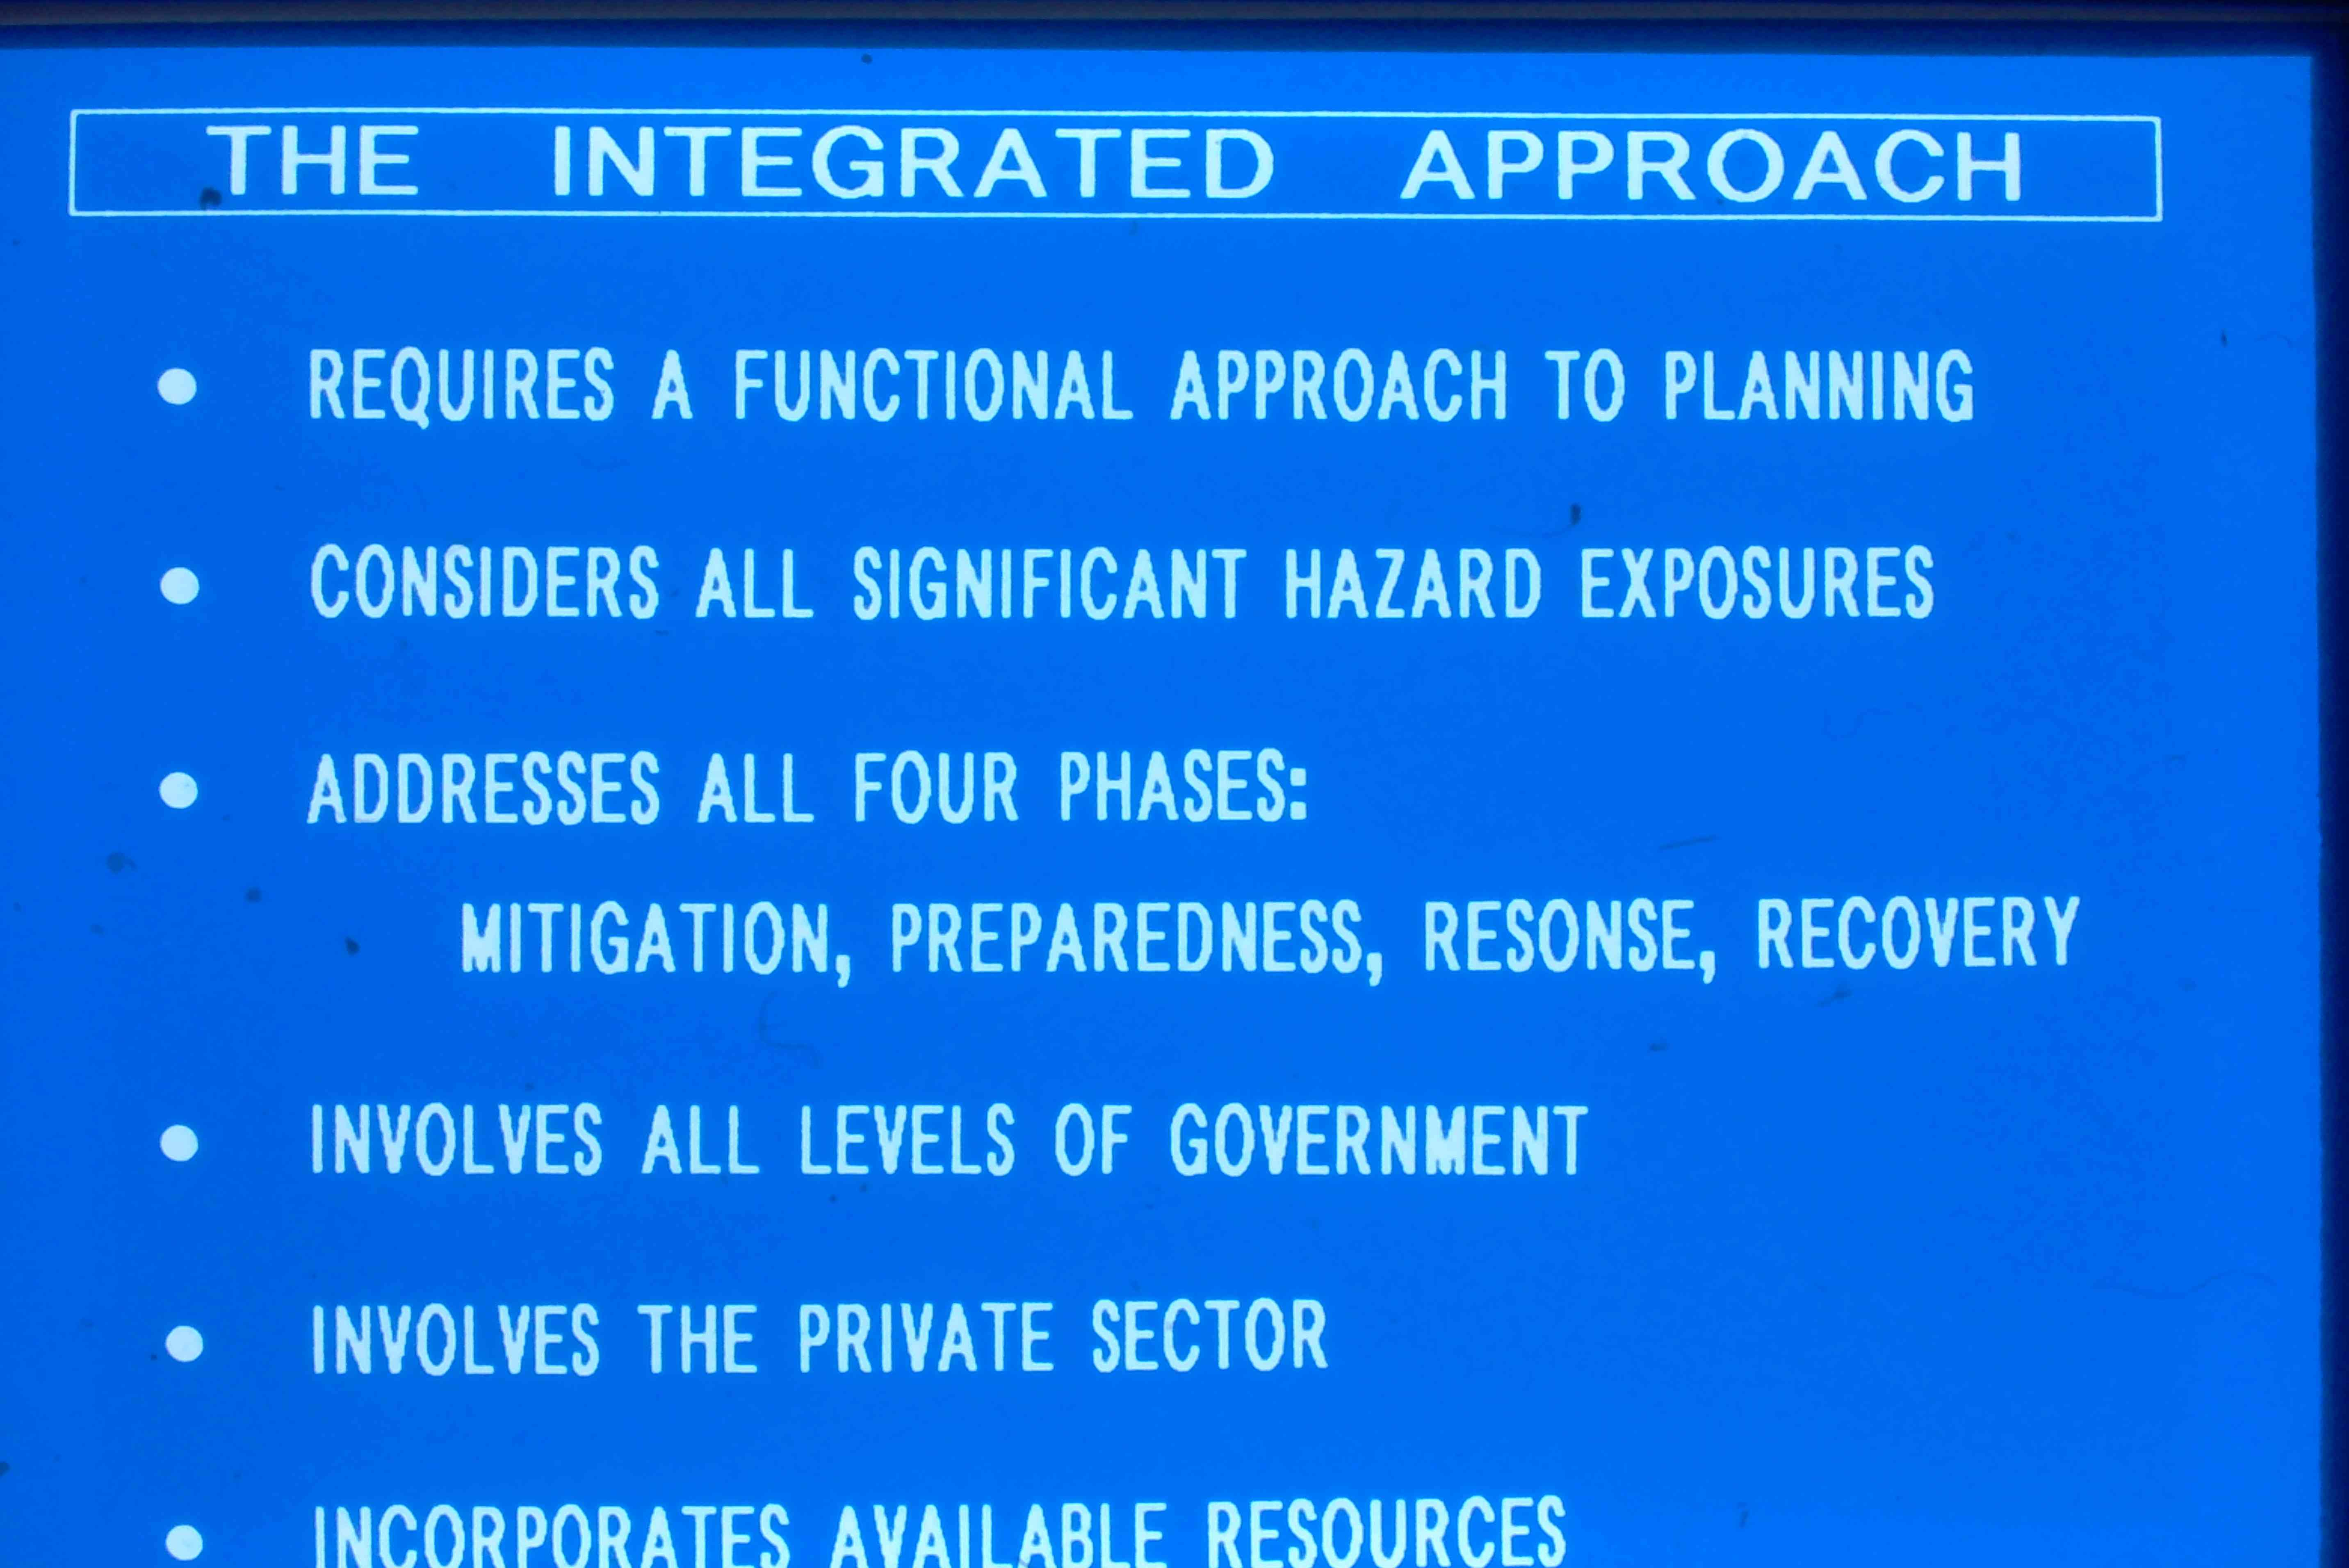 THE INTEGRATED APPROACH
• REQUIRES A FUNCTIONAL APPROACH TO PLANNING
• CONSIDERS ALL SIGNIFICANT HAZARD EXPOSURES
• ADDRESSES ALL FOUR PHASES:
MITIGATION, PREPAREDNESS, RESONSE, RECOVERY
• INVOLVES ALL LEVELS OF GOVERNMENT
• INVOLVES THE PRIVATE SECTOR
• INCORPORATES AVAILABLE RESOURCES